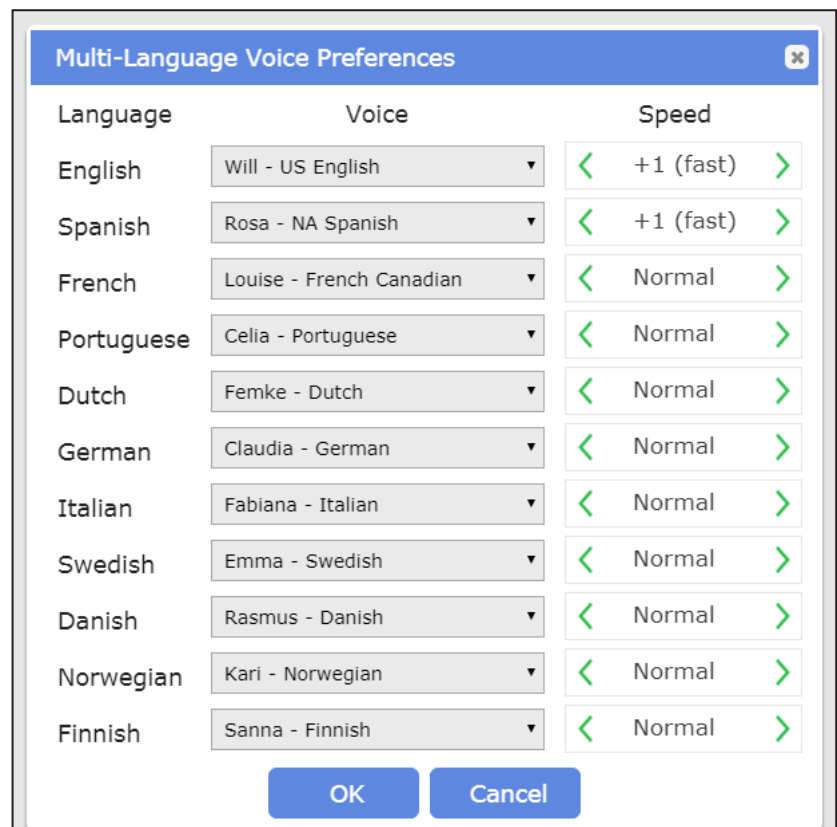 Multi-Language Voice Preferences
Language Voice Speed
English Will - US English +1 (fast)
Spanish Rosa - NA Spanish +1 (fast)
French Louise - French Canadian Normal
Portuguese Celia - Portuguese Normal
Dutch Femke - Dutch Normal
German Claudia - German Normal
Italian Fabiana - Italian Normal
Swedish Emma - Swedish Normal
Danish Rasmus - Danish Normal
Norwegian Kari - Norwegian Normal
Finnish Sanna - Finnish Normal
OK Cancel